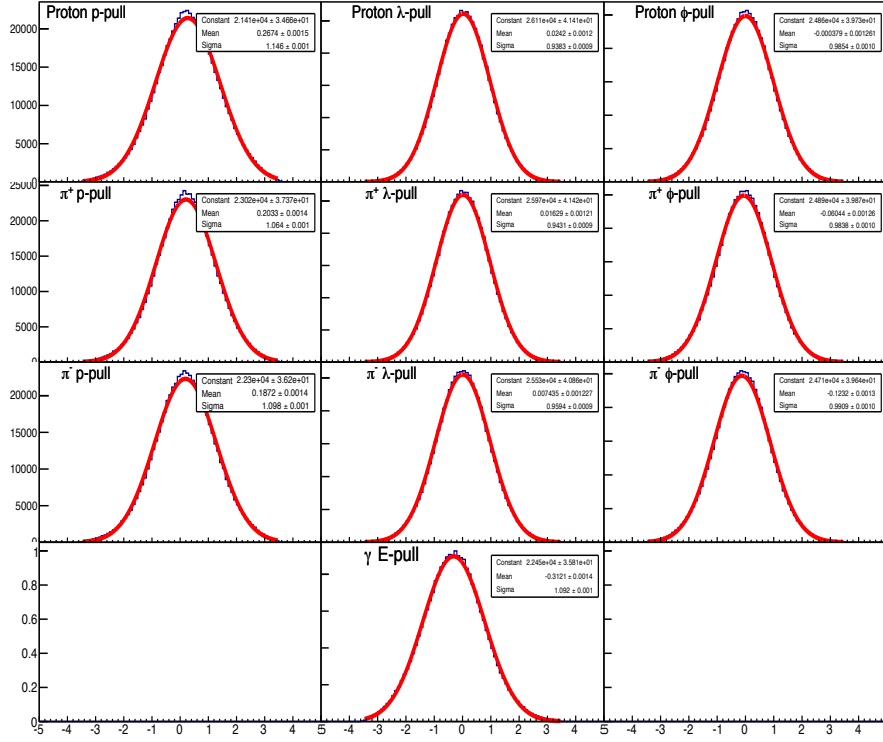 Proton p-pull
Constant 2.141e+04 ± 3.466e+01
Mean 0.2674 ± 0.0015
Sigma 1.146 ± 0.001
Proton λ-pull
Constant 2.611e+04 ± 4.141e+01
Mean 0.0242 ± 0.0012
Sigma 0.9383 ± 0.0009
Proton ϕ-pull
Constant 2.486e+04 ± 3.973e+01
Mean -0.000379 ± 0.001261
Sigma 0.9854 ± 0.0010
20000
15000
10000
5000
π+ p-pull
Constant 2.302e+04 ± 3.737e+01
Mean 0.2033 ± 0.0014
Sigma 1.064 ± 0.001
π+ λ-pull
Constant 2.597e+04 ± 4.142e+01
Mean 0.01629 ± 0.00121
Sigma 0.9431 ± 0.0009
π+ ϕ-pull
Constant 2.489e+04 ± 3.987e+01
Mean -0.06044 ± 0.00126
Sigma 0.9838 ± 0.0010
25000
20000
15000
10000
5000
π- p-pull
Constant 2.23e+04 ± 3.62e+01
Mean 0.1872 ± 0.0014
Sigma 1.098 ± 0.001
π- λ-pull
Constant 2.553e+04 ± 4.086e+01
Mean 0.007435 ± 0.001227
Sigma 0.9594 ± 0.0009
π- ϕ-pull
Constant 2.471e+04 ± 3.964e+01
Mean -0.1232 ± 0.0013
Sigma 0.9909 ± 0.0010
20000
15000
10000
5000
γ E-pull
Constant 2.245e+04 ± 3.581e+01
Mean -0.3121 ± 0.0014
Sigma 1.092 ± 0.001
1
0.8
0.6
0.4
0.2
0
-5 -4 -3 -2 -1 0 1 2 3 4 5 -4 -3 -2 -1 0 1 2 3 4 5 -4 -3 -2 -1 0 1 2 3 4 5